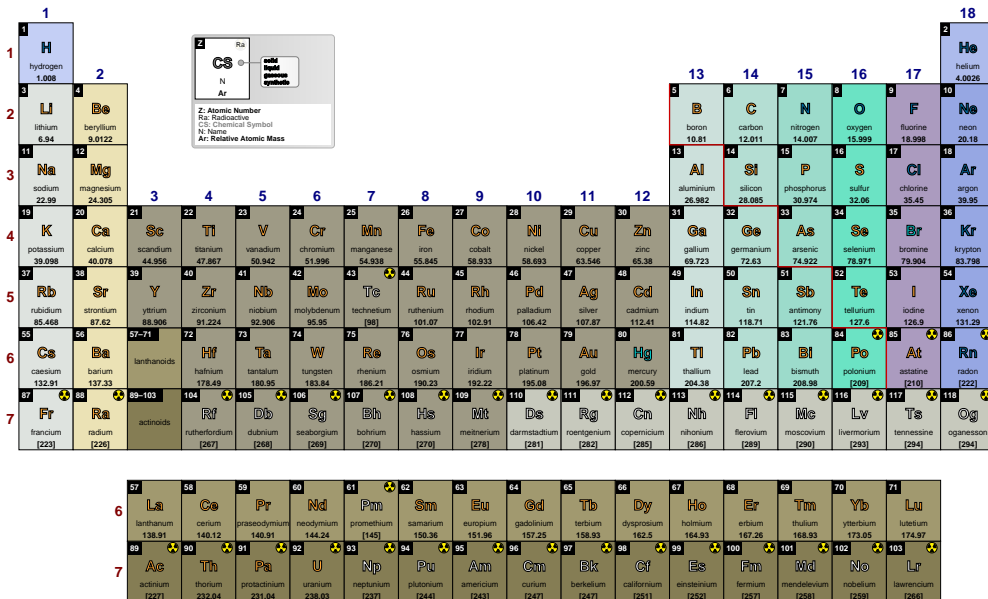 1 18
1 H hydrogen 1.008
Z Ra
CS solid
liquid
gaseous
synthetic
N
Ar
Z: Atomic Number
Ra: Radioactive
CS: Chemical Symbol
N: Name
Ar: Relative Atomic Mass
2 He helium 4.0026
1
2 13 14 15 16 17
3 Li lithium 6.94
4 Be beryllium 9.0122
5 B boron 10.81
6 C carbon 12.011
7 N nitrogen 14.007
8 O oxygen 15.999
9 F fluorine 18.998
10 Ne neon 20.18
2
11 Na sodium 22.99
12 Mg magnesium 24.305
13 Al aluminium 26.982
14 Si silicon 28.085
15 P phosphorus 30.974
16 S sulfur 32.06
17 Cl chlorine 35.45
18 Ar argon 39.95
3
3 4 5 6 7 8 9 10 11 12
19 K potassium 39.098
20 Ca calcium 40.078
21 Sc scandium 44.956
22 Ti titanium 47.867
23 V vanadium 50.942
24 Cr chromium 51.996
25 Mn manganese 54.938
26 Fe iron 55.845
27 Co cobalt 58.933
28 Ni nickel 58.693
29 Cu copper 63.546
30 Zn zinc 65.38
31 Ga gallium 69.723
32 Ge germanium 72.63
33 As arsenic 74.922
34 Se selenium 78.971
35 Br bromine 79.904
36 Kr krypton 83.798
4
37 Rb rubidium 85.468
38 Sr strontium 87.62
39 Y yttrium 88.906
40 Zr zirconium 91.224
41 Nb niobium 92.906
42 Mo molybdenum 95.95
43 Tc technetium [98]
44 Ru ruthenium 101.07
45 Rh rhodium 102.91
46 Pd palladium 106.42
47 Ag silver 107.87
48 Cd cadmium 112.41
49 In indium 114.82
50 Sn tin 118.71
51 Sb antimony 121.76
52 Te tellurium 127.6
53 I iodine 126.9
54 Xe xenon 131.29
5
55 Cs caesium 132.91
56 Ba barium 137.33
57–71 lanthanoids
72 Hf hafnium 178.49
73 Ta tantalum 180.95
74 W tungsten 183.84
75 Re rhenium 186.21
76 Os osmium 190.23
77 Ir iridium 192.22
78 Pt platinum 195.08
79 Au gold 196.97
80 Hg mercury 200.59
81 Tl thallium 204.38
82 Pb lead 207.2
83 Bi bismuth 208.98
84 Po polonium [209]
85 At astatine [210]
86 Rn radon [222]
6
87 Fr francium [223]
88 Ra radium [226]
89–103 actinoids
104 Rf rutherfordium [267]
105 Db dubnium [268]
106 Sg seaborgium [269]
107 Bh bohrium [270]
108 Hs hassium [270]
109 Mt meitnerium [278]
110 Ds darmstadtium [281]
111 Rg roentgenium [282]
112 Cn copernicium [285]
113 Nh nihonium [286]
114 Fl flerovium [289]
115 Mc moscovium [290]
116 Lv livermorium [293]
117 Ts tennessine [294]
118 Og oganesson [294]
7
57 La lanthanum 138.91
58 Ce cerium 140.12
59 Pr praseodymium 140.91
60 Nd neodymium 144.24
61 Pm promethium [145]
62 Sm samarium 150.36
63 Eu europium 151.96
64 Gd gadolinium 157.25
65 Tb terbium 158.93
66 Dy dysprosium 162.5
67 Ho holmium 164.93
68 Er erbium 167.26
69 Tm thulium 168.93
70 Yb ytterbium 173.05
71 Lu lutetium 174.97
6
89 Ac actinium [227]
90 Th thorium 232.04
91 Pa protactinium 231.04
92 U uranium 238.03
93 Np neptunium [237]
94 Pu plutonium [244]
95 Am americium [243]
96 Cm curium [247]
97 Bk berkelium [247]
98 Cf californium [251]
99 Es einsteinium [252]
100 Fm fermium [257]
101 Md mendelevium [258]
102 No nobelium [259]
103 Lr lawrencium [266]
7